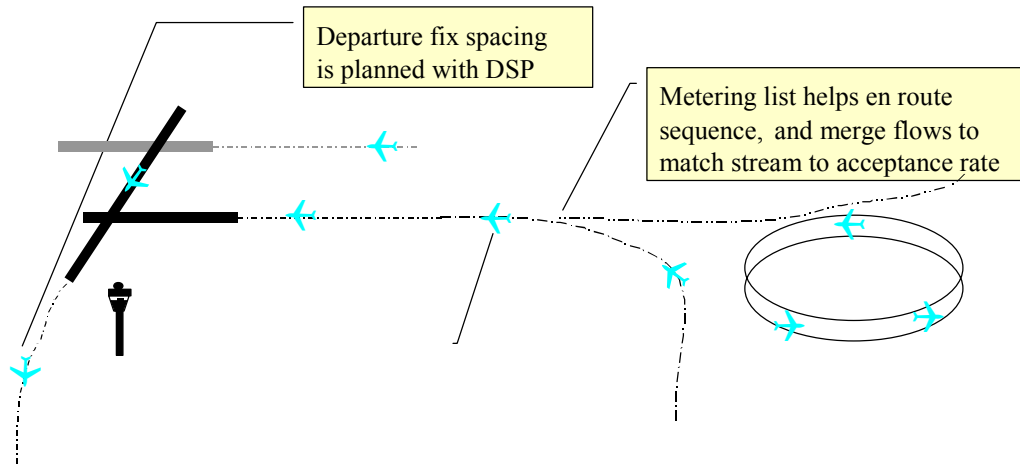 Departure fix spacing
is planned with DSP
Metering list helps en route
sequence, and merge flows to
match stream to acceptance rate